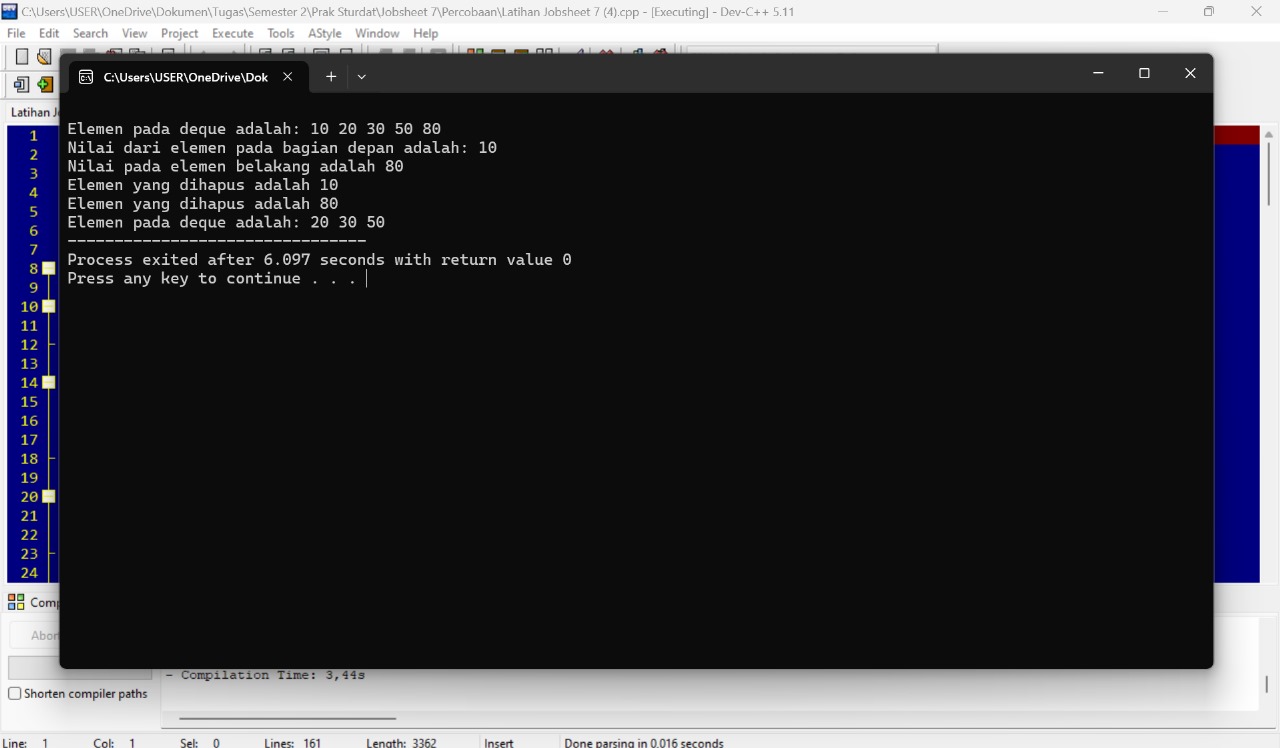 C:\Users\USER\OneDrive\Dokumen\Tugas\Semester 2\Prak Sturdat\Jobsheet 7\Percobaan\Latihan Jobsheet 7 (4).cpp - [Executing] - Dev-C++ 5.11
File Edit Search View Project Execute Tools AStyle Window Help
C:\Users\USER\OneDrive\Dok
Latihan
Elemen pada deque adalah: 10 20 30 50 80
Nilai dari elemen pada bagian depan adalah: 10
Nilai pada elemen belakang adalah 80
Elemen yang dihapus adalah 10
Elemen yang dihapus adalah 80
Elemen pada deque adalah: 20 30 50
--------------------------------
Process exited after 6.097 seconds with return value 0
Press any key to continue . . .
1
2
3
4
5
6
7
8
9
10
11
12
13
14
15
16
17
18
19
20
21
22
23
24
Comp
Abor
- Compilation Time: 3,44s
Shorten compiler paths
Line: 1 Col: 1 Sel: 0 Lines: 161 Length: 3362 Insert Done parsing in 0.016 seconds